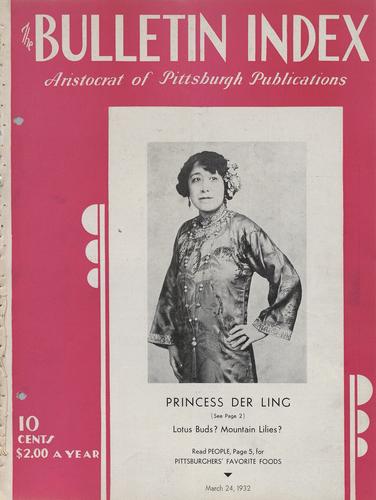 The BULLETIN INDEX
Aristocrat of Pittsburgh Publications
PRINCESS DER LING
(See Page 2)
Lotus Buds? Mountain Lilies?
Read PEOPLE, Page 5, for
PITTSBURGHERS' FAVORITE FOODS
March 24, 1932
10
CENTS
$2.00 A YEAR